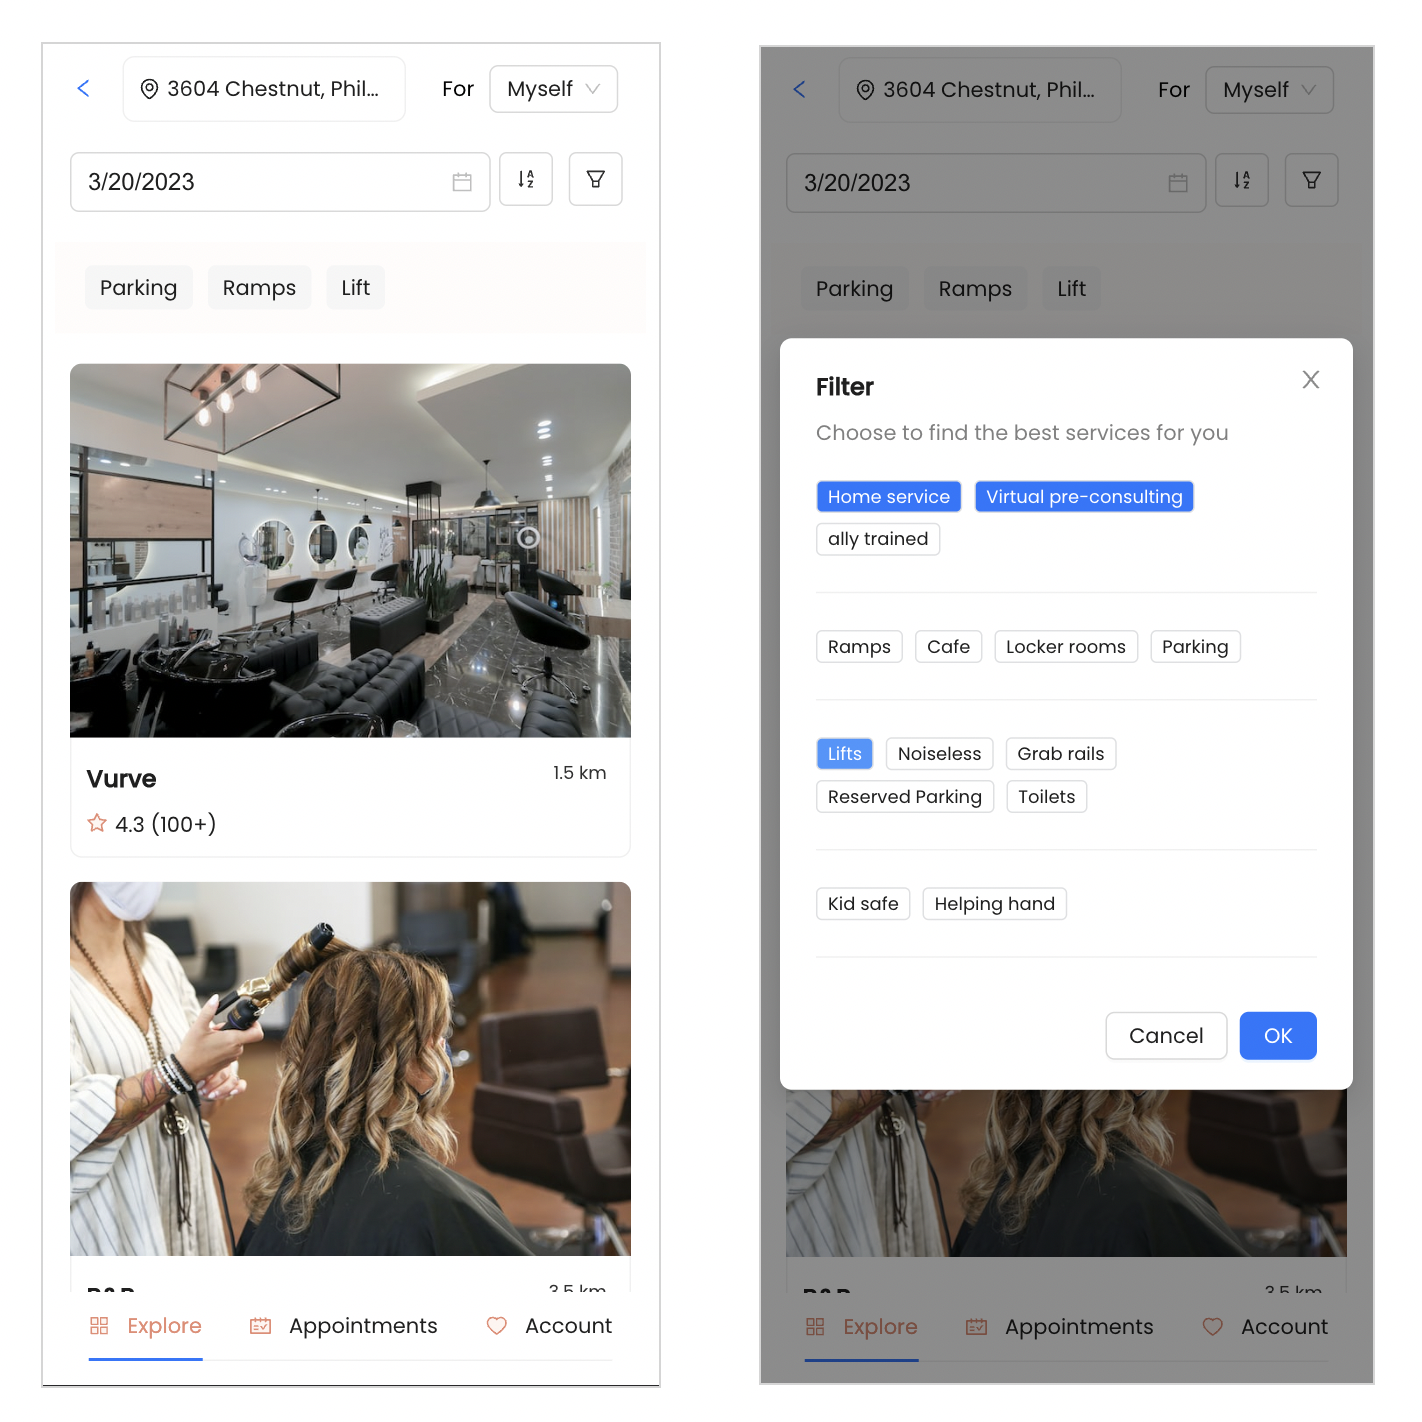 3604 Chestnut, Phil...
For
Myself
3/20/2023
Parking
Ramps
Lift
Vurve
1.5 km
4.3 (100+)
3.5 km
Explore
Appointments
Account
3604 Chestnut, Phil...
For
Myself
3/20/2023
Parking
Ramps
Lift
Filter
Choose to find the best services for you
Home service
Virtual pre-consulting
ally trained
Ramps
Cafe
Locker rooms
Parking
Lifts
Noiseless
Grab rails
Reserved Parking
Toilets
Kid safe
Helping hand
Cancel
OK
3.5 km
Explore
Appointments
Account